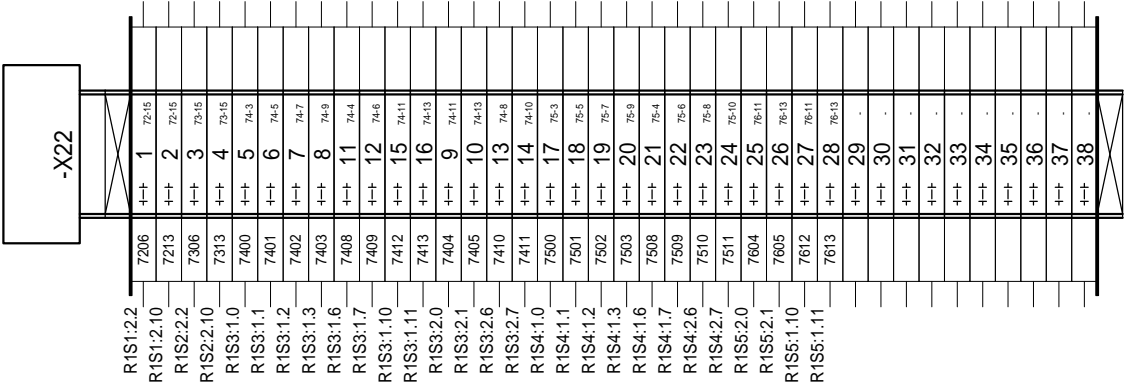 -X22
R1S1:2.2 7206 1 72-15
R1S1:2.10 7213 2 72-15
R1S2:2.2 7306 3 73-15
R1S2:2.10 7313 4 73-15
R1S3:1.0 7400 5 74-3
R1S3:1.1 7401 6 74-5
R1S3:1.2 7402 7 74-7
R1S3:1.3 7403 8 74-9
R1S3:1.6 7408 11 74-4
R1S3:1.7 7409 12 74-6
R1S3:1.10 7412 15 74-11
R1S3:1.11 7413 16 74-13
R1S3:2.0 7404 9 74-11
R1S3:2.1 7405 10 74-13
R1S3:2.6 7410 13 74-8
R1S3:2.7 7411 14 74-10
R1S4:1.0 7500 17 75-3
R1S4:1.1 7501 18 75-5
R1S4:1.2 7502 19 75-7
R1S4:1.3 7503 20 75-9
R1S4:1.6 7508 21 75-4
R1S4:1.7 7509 22 75-6
R1S4:2.6 7510 23 75-8
R1S4:2.7 7511 24 75-10
R1S5:2.0 7604 25 76-11
R1S5:2.1 7605 26 76-13
R1S5:1.10 7612 27 76-11
R1S5:1.11 7613 28 76-13
29 -
30 -
31 -
32 -
33 -
34 -
35 -
36 -
37 -
38 -